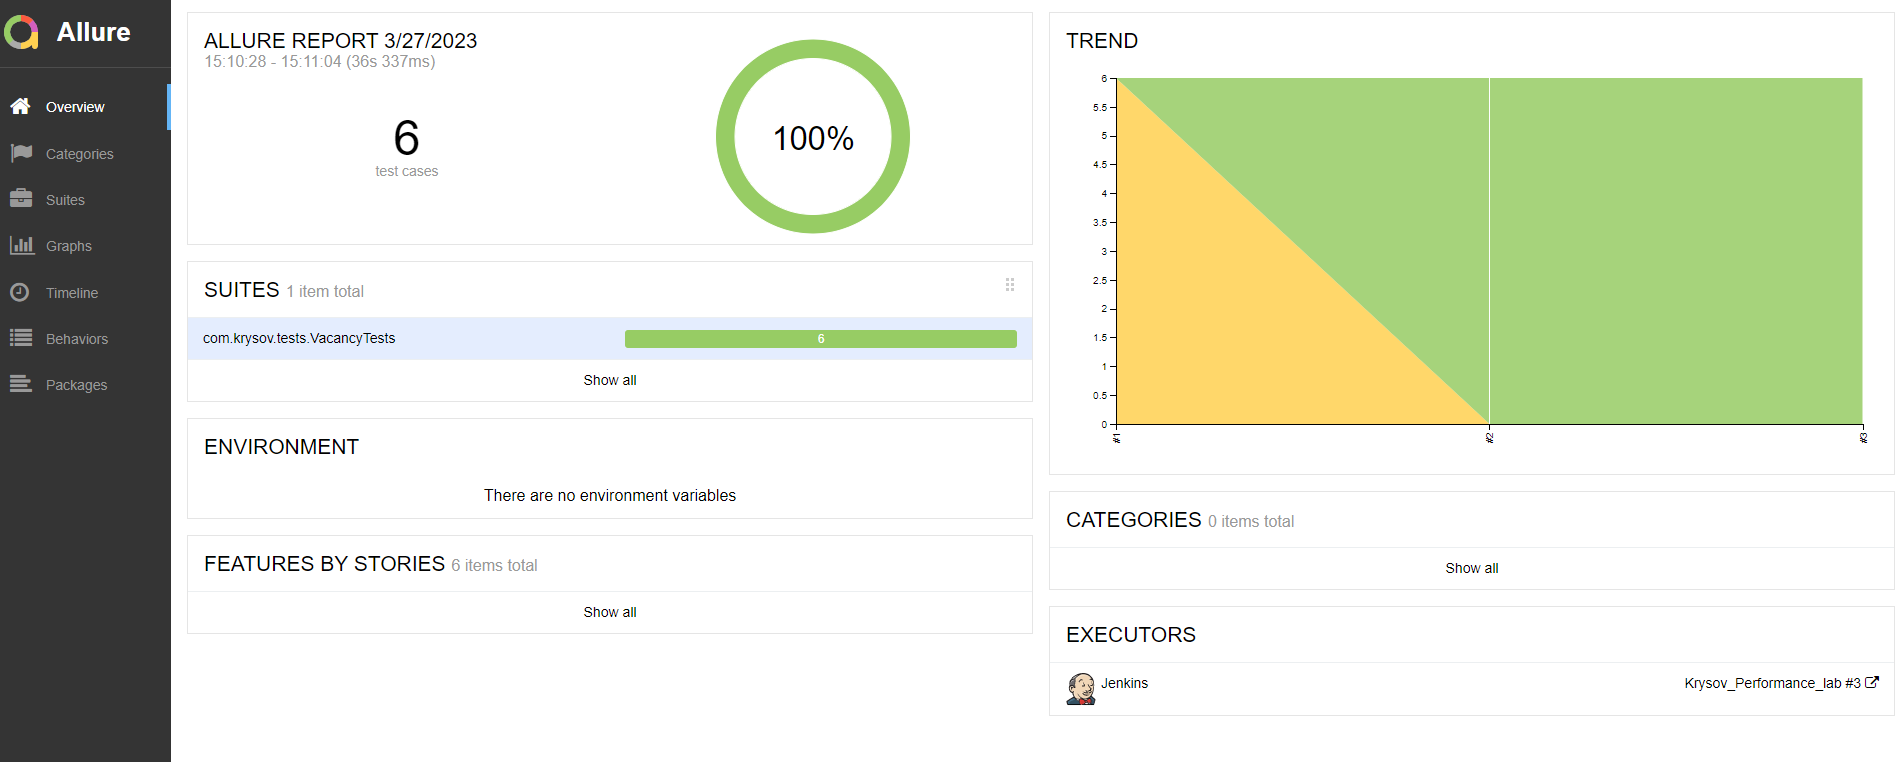 Allure
Overview
Categories
Suites
Graphs
Timeline
Behaviors
Packages
ALLURE REPORT 3/27/2023
15:10:28 - 15:11:04 (36s 337ms)
6
test cases
100%
SUITES 1 item total
com.krysov.tests.VacancyTests 6
Show all
ENVIRONMENT
There are no environment variables
FEATURES BY STORIES 6 items total
Show all
TREND
6
5.5
5
4.5
4
3.5
3
2.5
2
1.5
1
0.5
0
#1 #2 #3
CATEGORIES 0 items total
Show all
EXECUTORS
Jenkins Krysov_Performance_lab #3